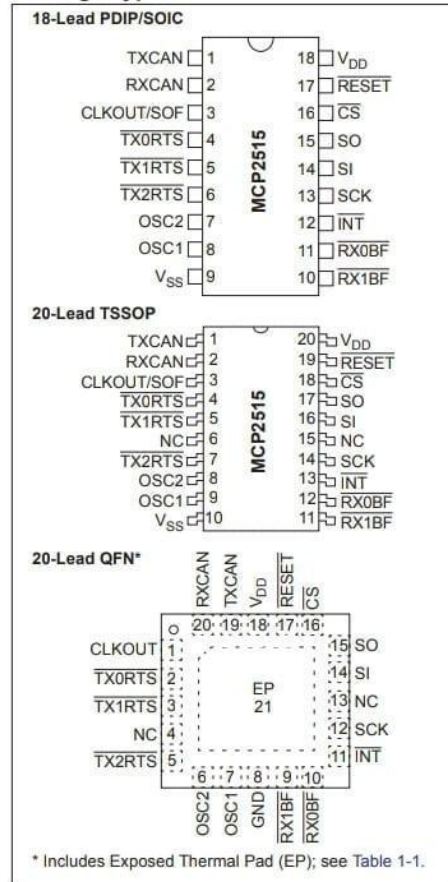 18-Lead PDIP/SOIC
TXCAN 1 18 VDD
RXCAN 2 17 RESET
CLKOUT/SOF 3 16 CS
TX0RTS 4 15 SO
TX1RTS 5 14 SI
TX2RTS 6 13 SCK
OSC2 7 12 INT
OSC1 8 11 RX0BF
VSS 9 10 RX1BF
MCP2515
20-Lead TSSOP
TXCAN 1 20 VDD
RXCAN 2 19 RESET
CLKOUT/SOF 3 18 CS
TX0RTS 4 17 SO
TX1RTS 5 16 SI
NC 6 15 NC
TX2RTS 7 14 SCK
OSC2 8 13 INT
OSC1 9 12 RX0BF
VSS 10 11 RX1BF
MCP2515
20-Lead QFN*
RXCAN TXCAN VDD RESET CS
20 19 18 17 16
CLKOUT 1 15 SO
TX0RTS 2 14 SI
TX1RTS 3 13 NC
NC 4 12 SCK
TX2RTS 5 11 INT
EP
21
6 7 8 9 10
OSC2 OSC1 GND RX1BF RX0BF
* Includes Exposed Thermal Pad (EP); see Table 1-1.